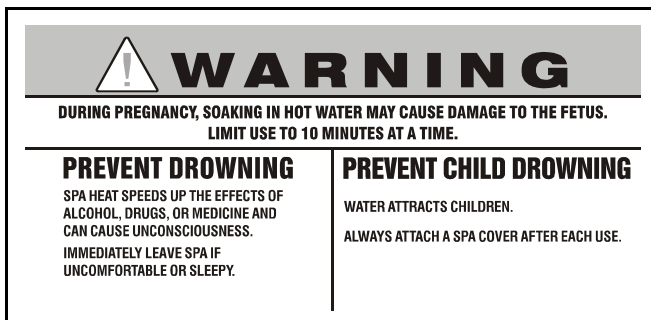 WARNING
DURING PREGNANCY, SOAKING IN HOT WATER MAY CAUSE DAMAGE TO THE FETUS.
LIMIT USE TO 10 MINUTES AT A TIME.
PREVENT DROWNING
SPA HEAT SPEEDS UP THE EFFECTS OF
ALCOHOL, DRUGS, OR MEDICINE AND
CAN CAUSE UNCONSCIOUSNESS.
IMMEDIATELY LEAVE SPA IF
UNCOMFORTABLE OR SLEEPY.
PREVENT CHILD DROWNING
WATER ATTRACTS CHILDREN.
ALWAYS ATTACH A SPA COVER AFTER EACH USE.